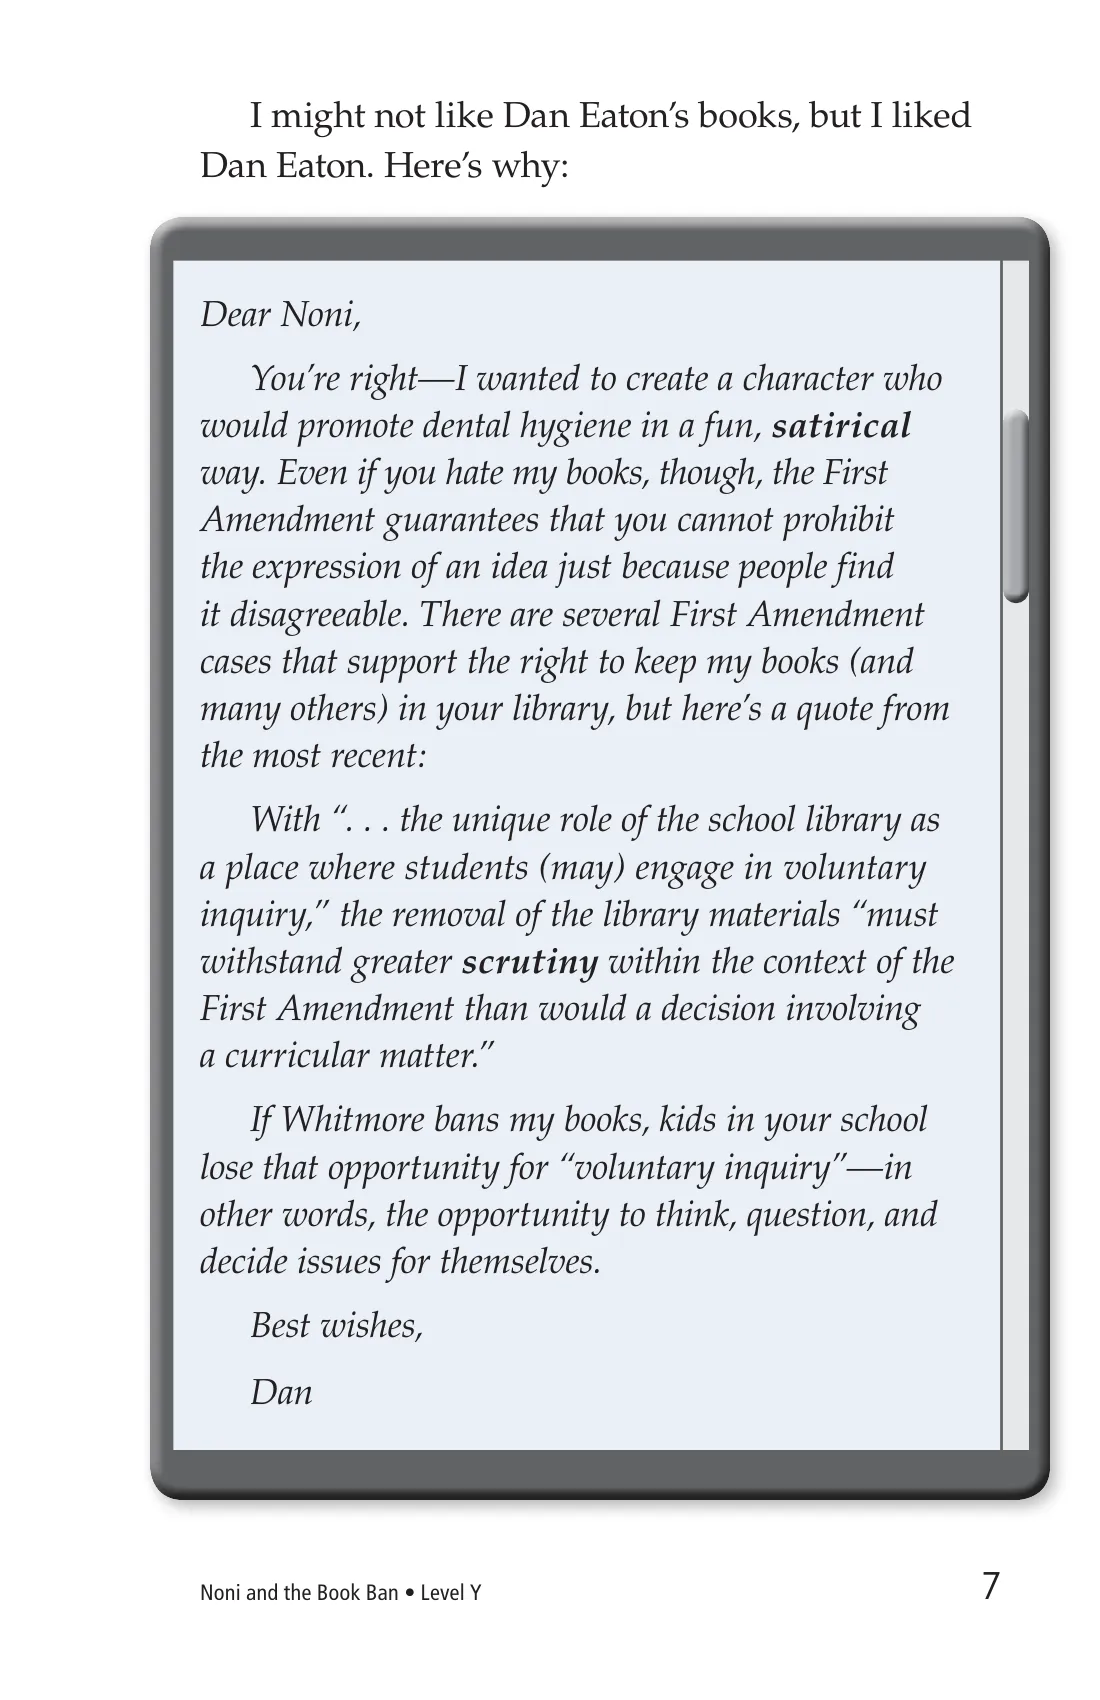 I might not like Dan Eaton’s books, but I liked
Dan Eaton. Here’s why:
Dear Noni,
You’re right—I wanted to create a character who
would promote dental hygiene in a fun, satirical
way. Even if you hate my books, though, the First
Amendment guarantees that you cannot prohibit
the expression of an idea just because people find
it disagreeable. There are several First Amendment
cases that support the right to keep my books (and
many others) in your library, but here’s a quote from
the most recent:
With “. . . the unique role of the school library as
a place where students (may) engage in voluntary
inquiry,” the removal of the library materials “must
withstand greater scrutiny within the context of the
First Amendment than would a decision involving
a curricular matter.”
If Whitmore bans my books, kids in your school
lose that opportunity for “voluntary inquiry”—in
other words, the opportunity to think, question, and
decide issues for themselves.
Best wishes,
Dan
Noni and the Book Ban • Level Y
7